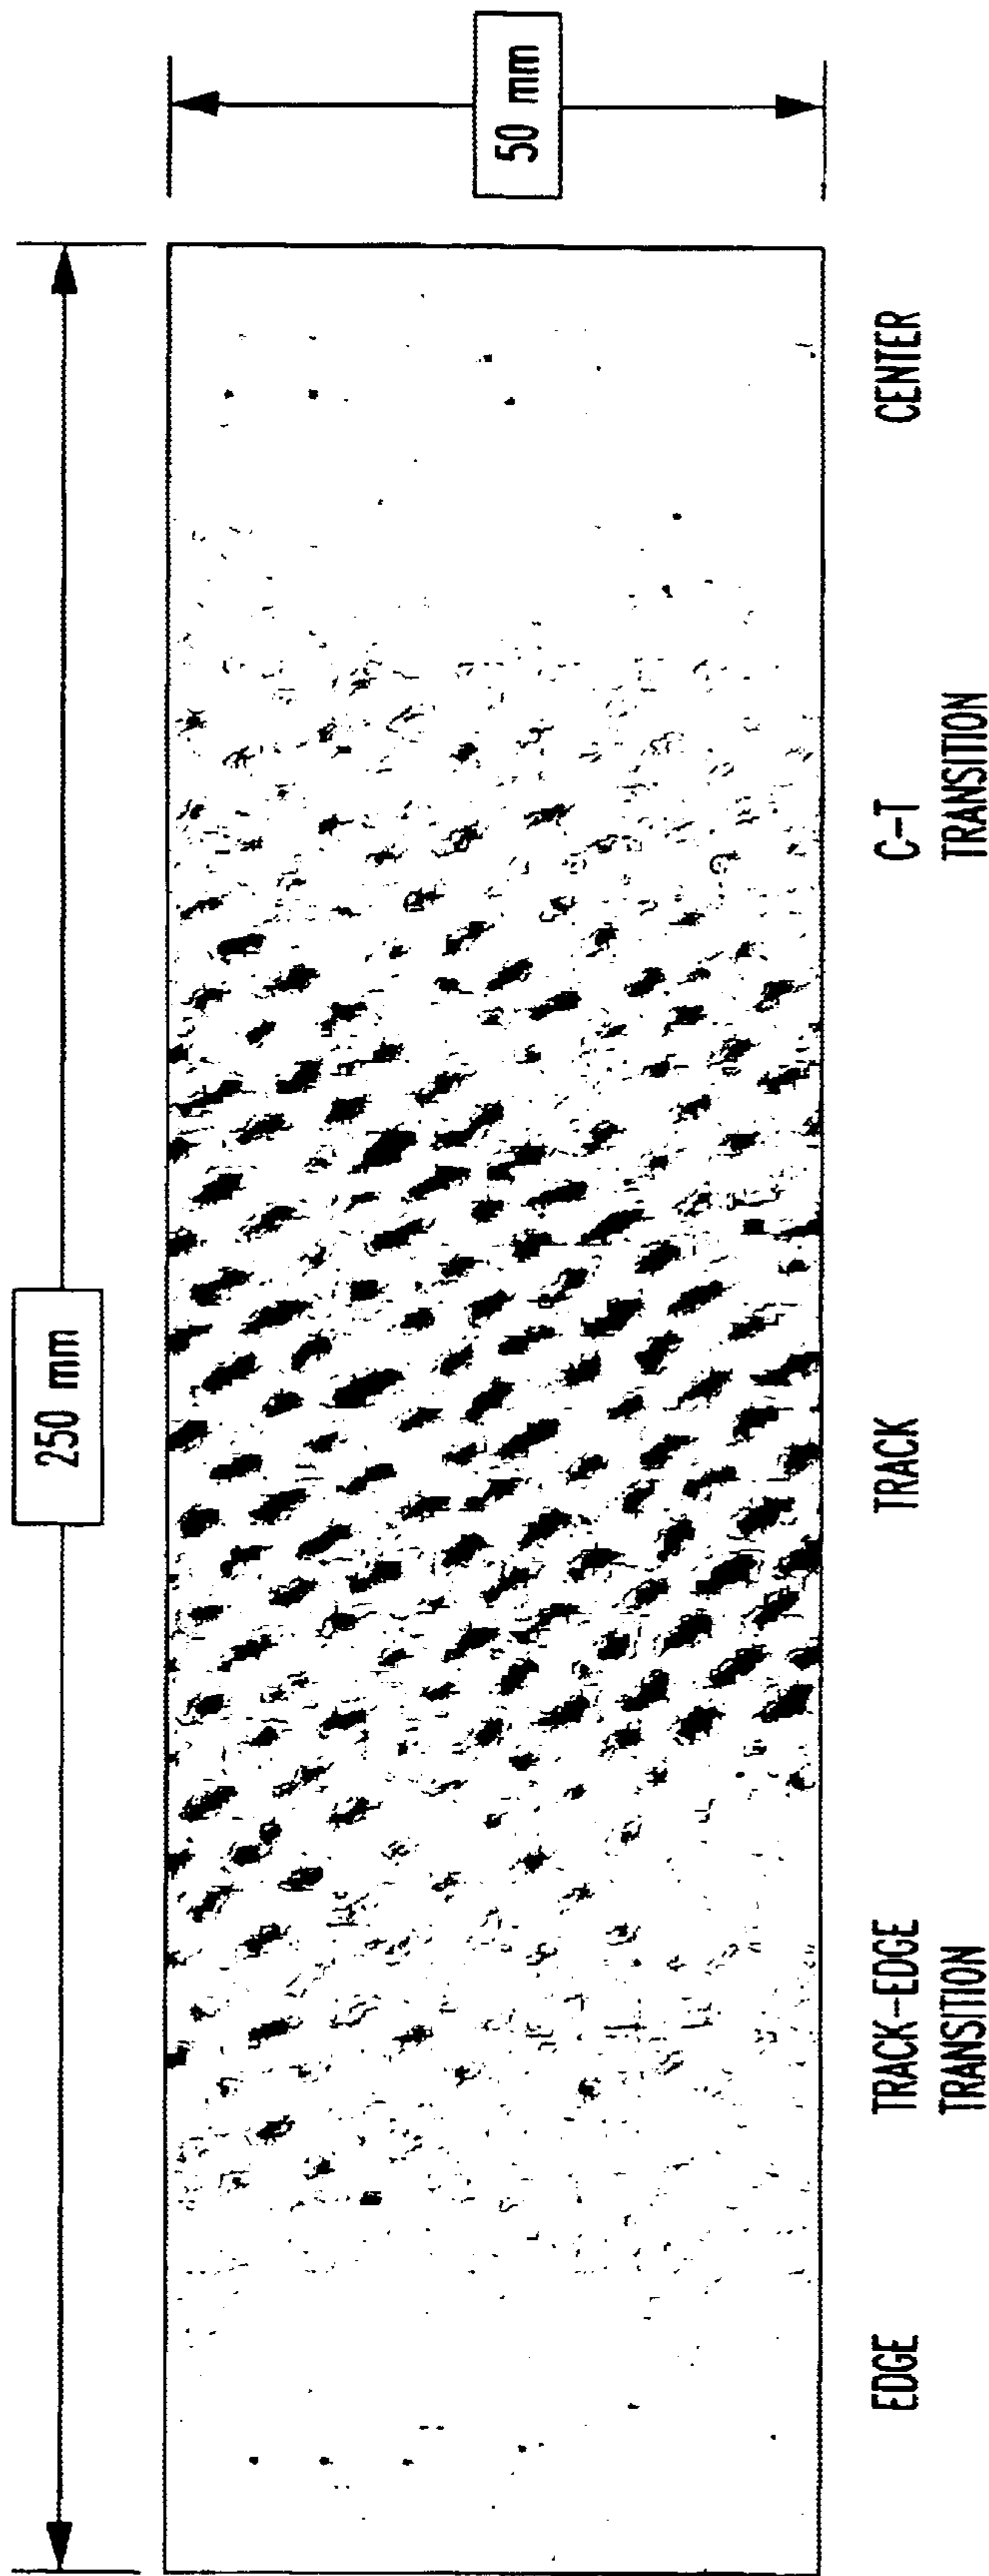 250 mm
50 mm
EDGE
TRACK-EDGE
TRANSITION
TRACK
C-T
TRANSITION
CENTER